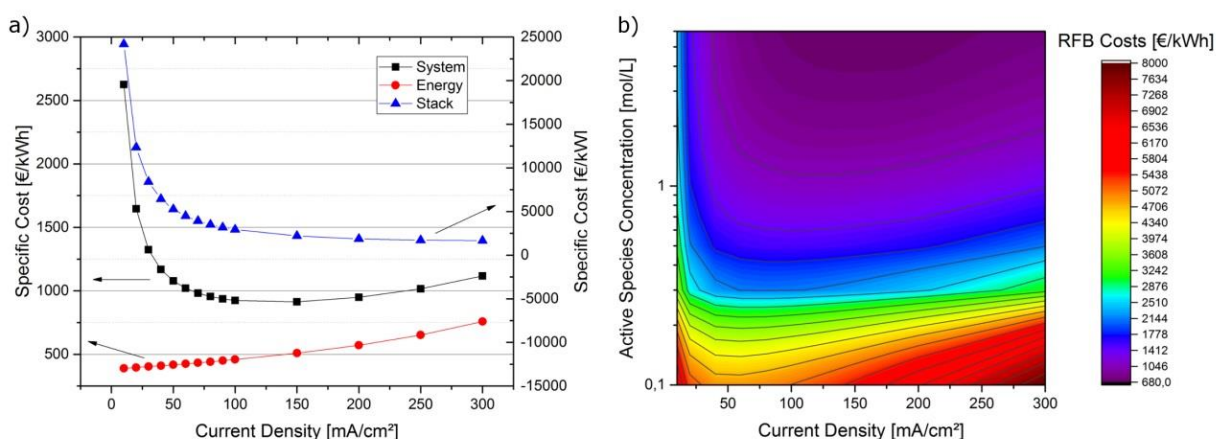 a)
3000
2500
2000
1500
1000
500
Specific Cost [€/kWh]
System
Energy
Stack
25000
20000
15000
10000
5000
0
-5000
-10000
-15000
Specific Cost [€/kW]
0 50 100 150 200 250 300
Current Density [mA/cm²]
b)
Active Species Concentration [mol/L]
1
0,1
50 100 150 200 250 300
Current Density [mA/cm²]
RFB Costs [€/kWh]
8000
7634
7268
6902
6536
6170
5804
5438
5072
4706
4340
3974
3608
3242
2876
2510
2144
1778
1412
1046
680,0